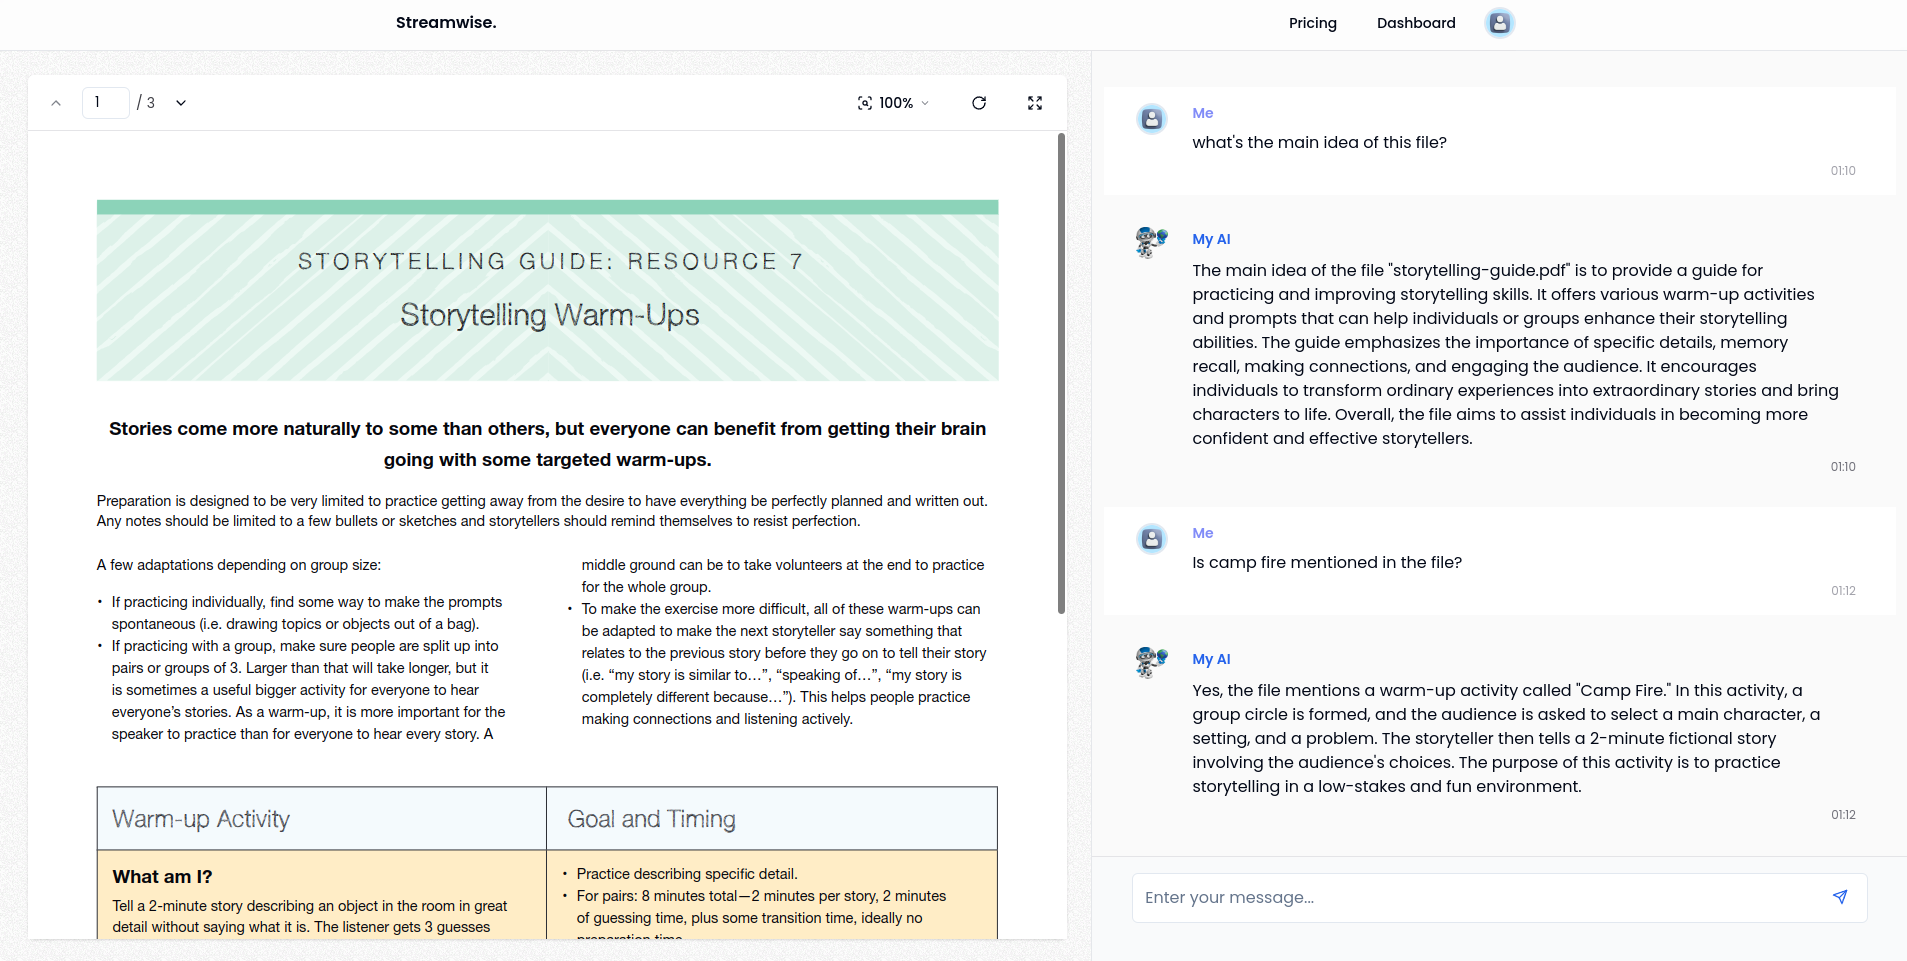 Streamwise.
Pricing
Dashboard
1 / 3
100%
STORYTELLING GUIDE: RESOURCE 7
Storytelling Warm-Ups
Stories come more naturally to some than others, but everyone can benefit from getting their brain
going with some targeted warm-ups.
Preparation is designed to be very limited to practice getting away from the desire to have everything be perfectly planned and written out.
Any notes should be limited to a few bullets or sketches and storytellers should remind themselves to resist perfection.
A few adaptations depending on group size:
• If practicing individually, find some way to make the prompts
spontaneous (i.e. drawing topics or objects out of a bag).
• If practicing with a group, make sure people are split up into
pairs or groups of 3. Larger than that will take longer, but it
is sometimes a useful bigger activity for everyone to hear
everyone’s stories. As a warm-up, it is more important for the
speaker to practice than for everyone to hear every story. A
middle ground can be to take volunteers at the end to practice
for the whole group.
• To make the exercise more difficult, all of these warm-ups can
be adapted to make the next storyteller say something that
relates to the previous story before they go on to tell their story
(i.e. “my story is similar to…”, “speaking of…”, “my story is
completely different because…”). This helps people practice
making connections and listening actively.
Warm-up Activity
Goal and Timing
What am I?
Tell a 2-minute story describing an object in the room in great
detail without saying what it is. The listener gets 3 guesses
• Practice describing specific detail.
• For pairs: 8 minutes total—2 minutes per story, 2 minutes
of guessing time, plus some transition time, ideally no
preparation time.
Me
what's the main idea of this file?
01:10
My AI
The main idea of the file "storytelling-guide.pdf" is to provide a guide for
practicing and improving storytelling skills. It offers various warm-up activities
and prompts that can help individuals or groups enhance their storytelling
abilities. The guide emphasizes the importance of specific details, memory
recall, making connections, and engaging the audience. It encourages
individuals to transform ordinary experiences into extraordinary stories and bring
characters to life. Overall, the file aims to assist individuals in becoming more
confident and effective storytellers.
01:10
Me
Is camp fire mentioned in the file?
01:12
My AI
Yes, the file mentions a warm-up activity called "Camp Fire." In this activity, a
group circle is formed, and the audience is asked to select a main character, a
setting, and a problem. The storyteller then tells a 2-minute fictional story
involving the audience's choices. The purpose of this activity is to practice
storytelling in a low-stakes and fun environment.
01:12
Enter your message...